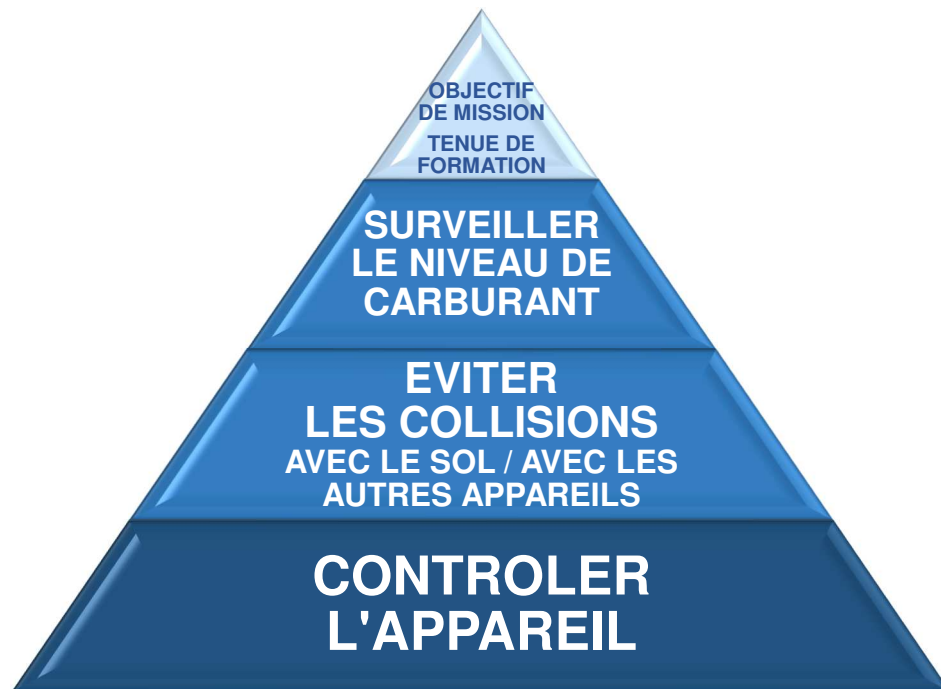 OBJECTIF
DE MISSION
TENUE DE
FORMATION
SURVEILLER
LE NIVEAU DE
CARBURANT
EVITER
LES COLLISIONS
AVEC LE SOL / AVEC LES
AUTRES APPAREILS
CONTROLER
L'APPAREIL